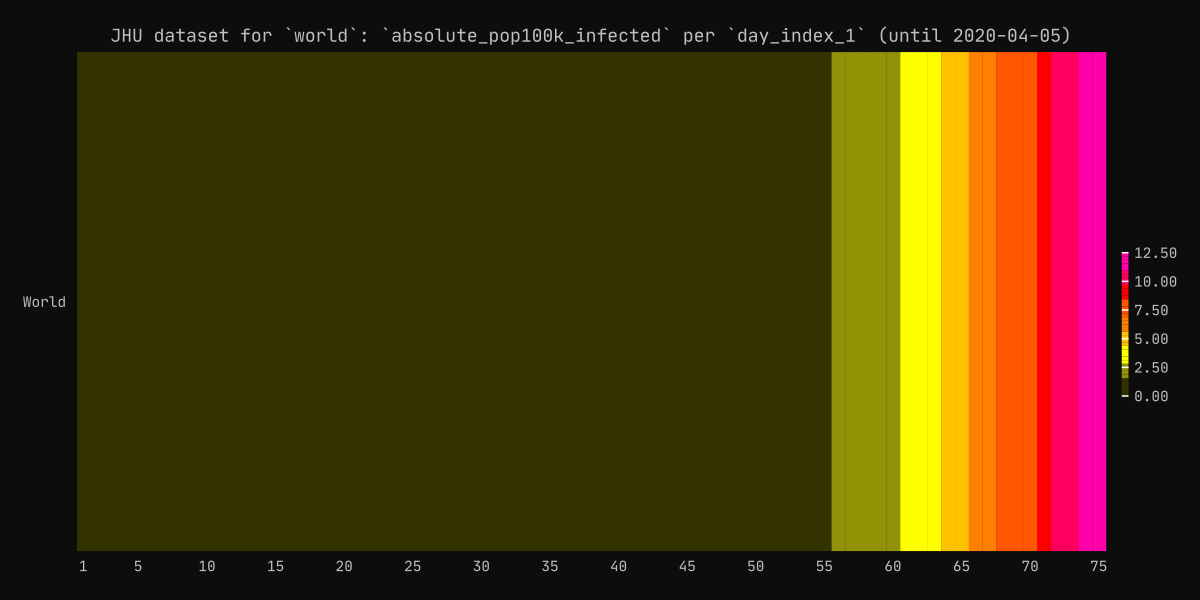 JHU dataset for `world`: `absolute_pop100k_infected` per `day_index_1` (until 2020-04-05)
World
12.50
10.00
7.50
5.00
2.50
0.00
1 5 10 15 20 25 30 35 40 45 50 55 60 65 70 75